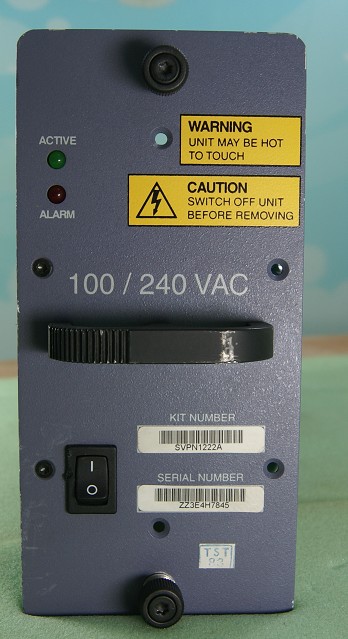 WARNING
UNIT MAY BE HOT
TO TOUCH
ACTIVE
CAUTION
SWITCH OFF UNIT
BEFORE REMOVING
ALARM
100 / 240 VAC
KIT NUMBER
SVPN1222A
SERIAL NUMBER
ZZ3E4H7845
TST